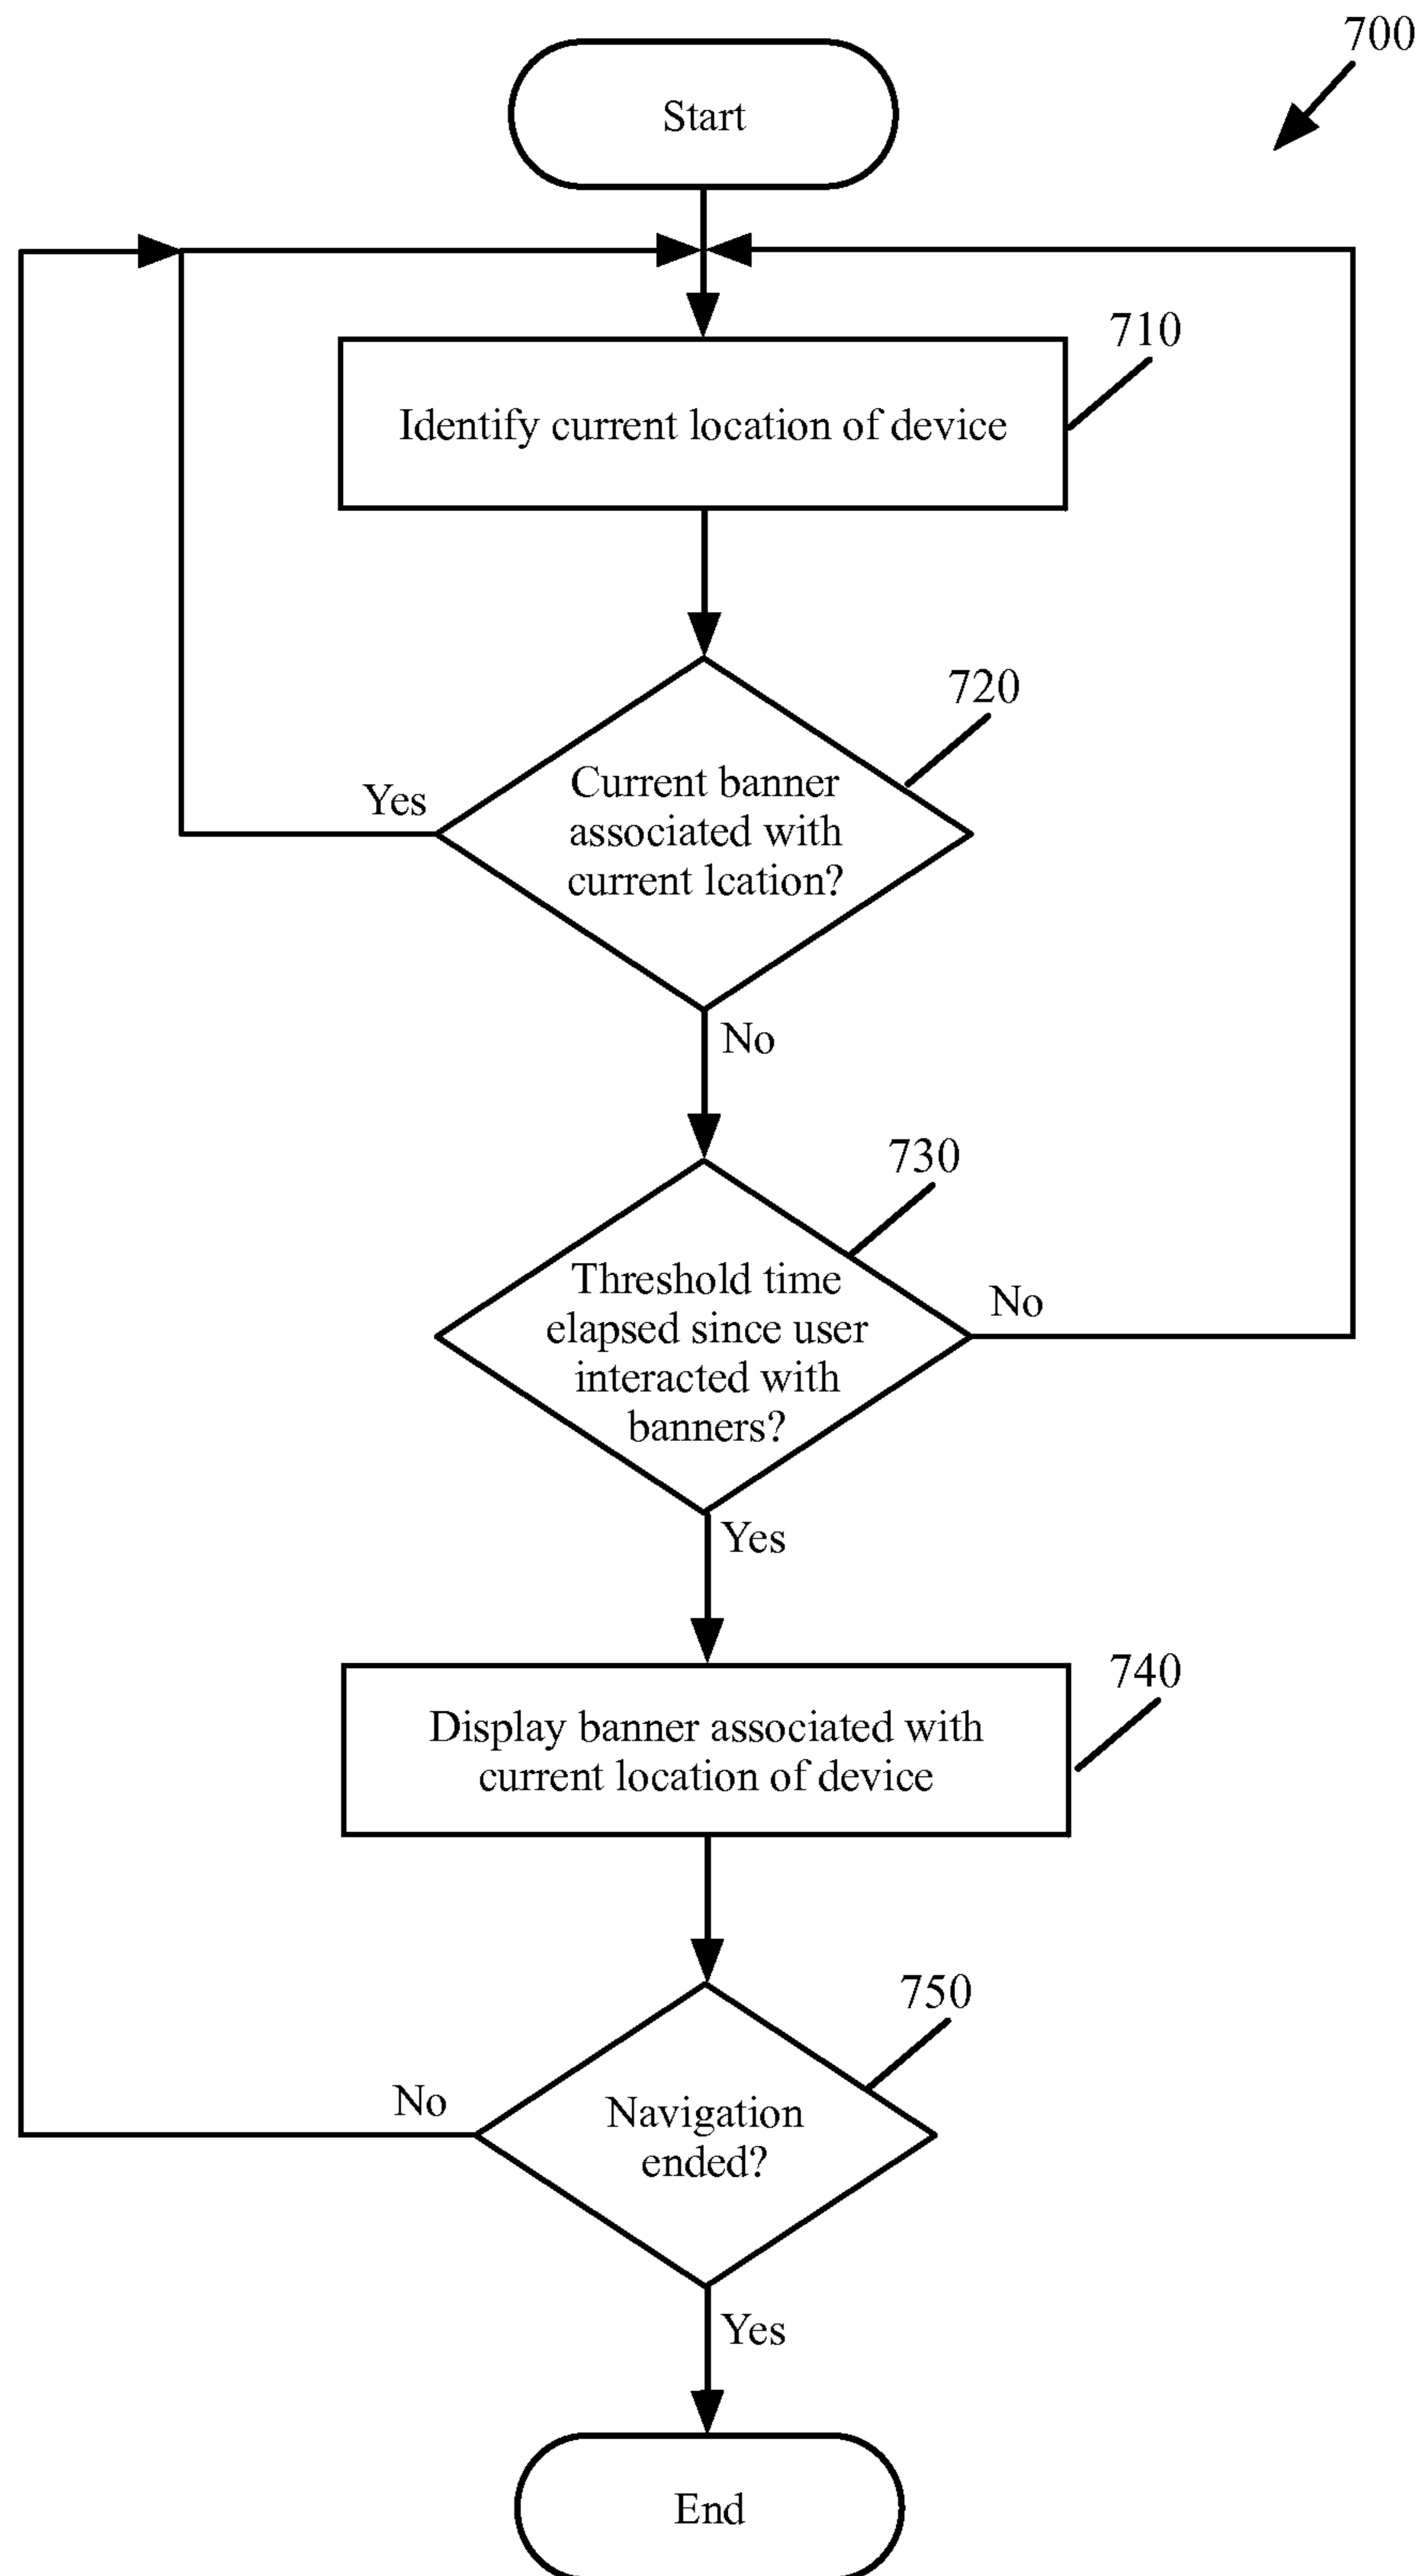 700
Start
710
Identify current location of device
720
Current banner
associated with
current lcation?
Yes
No
730
Threshold time
elapsed since user
interacted with
banners?
No
Yes
740
Display banner associated with
current location of device
750
Navigation
ended?
No
Yes
End